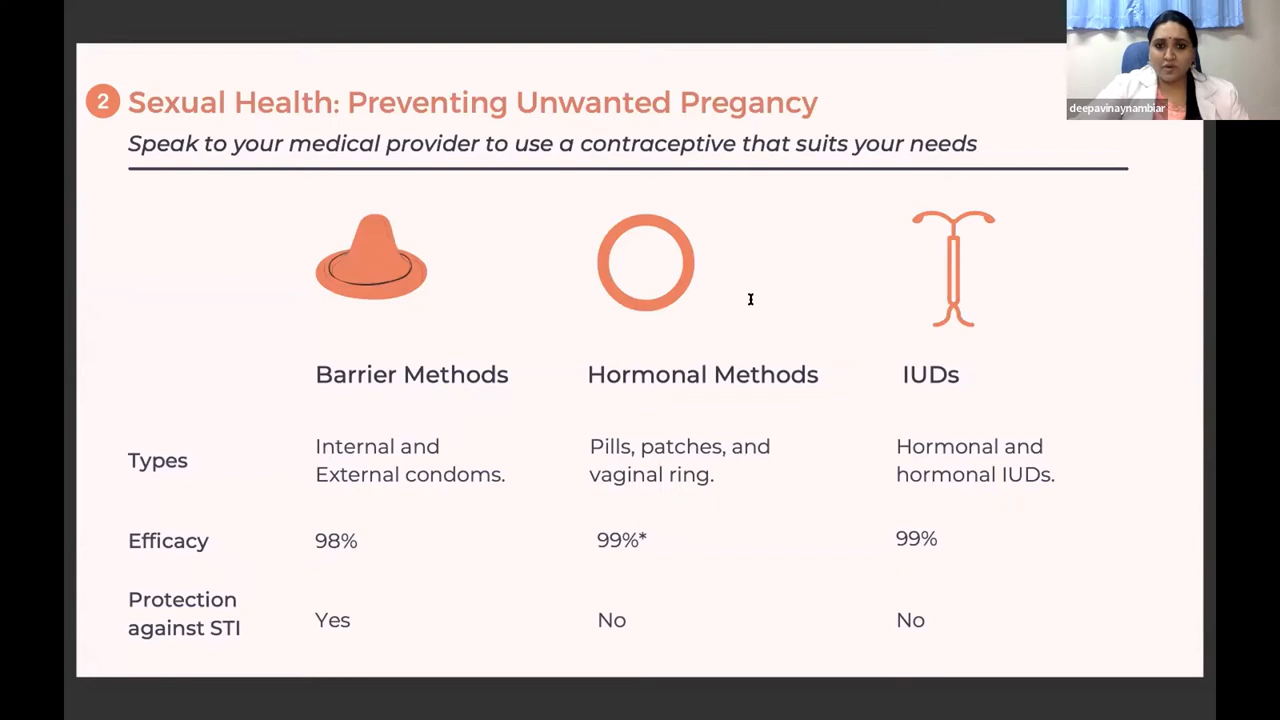 2 Sexual Health: Preventing Unwanted Pregancy
deepavinaynambiar
Speak to your medical provider to use a contraceptive that suits your needs
Barrier Methods Hormonal Methods IUDs
Types
Internal and
External condoms.
Pills, patches, and
vaginal ring.
Hormonal and
hormonal IUDs.
Efficacy 98% 99%* 99%
Protection
against STI
Yes No No